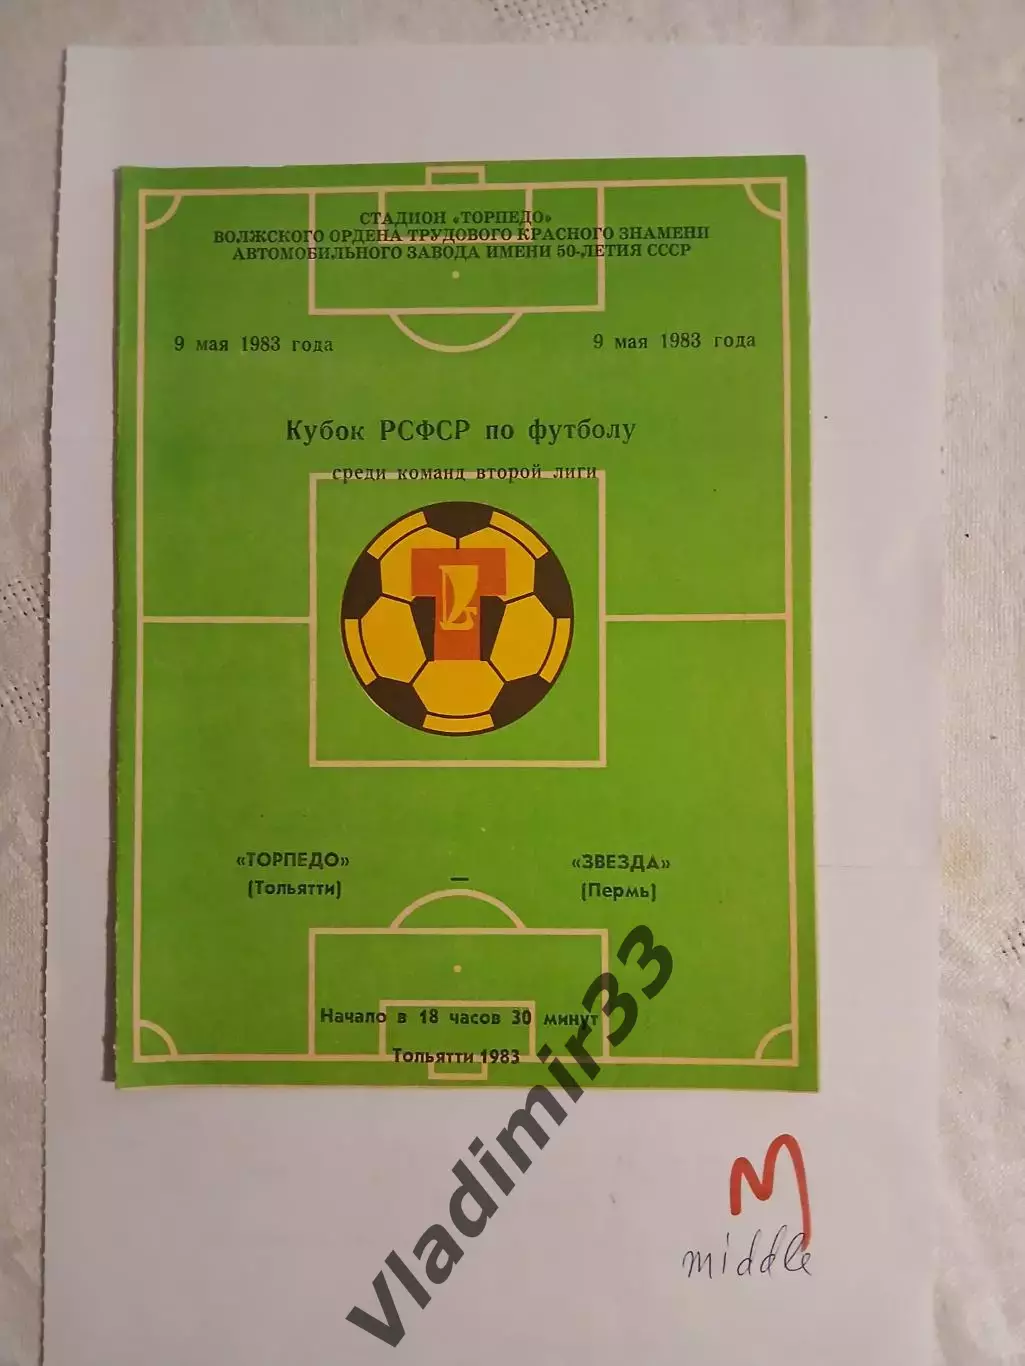 СТАДИОН «ТОРПЕДО»
ВОЛЖСКОГО ОРДЕНА ТРУДОВОГО КРАСНОГО ЗНАМЕНИ
АВТОМОБИЛЬНОГО ЗАВОДА ИМЕНИ 50-ЛЕТИЯ СССР
9 мая 1983 года 9 мая 1983 года
Кубок РСФСР по футболу
среди команд второй лиги
Т
«ТОРПЕДО» — «ЗВЕЗДА»
(Тольятти) (Пермь)
Начало в 18 часов 30 минут
Тольятти 1983
Vladimir33
M
middle